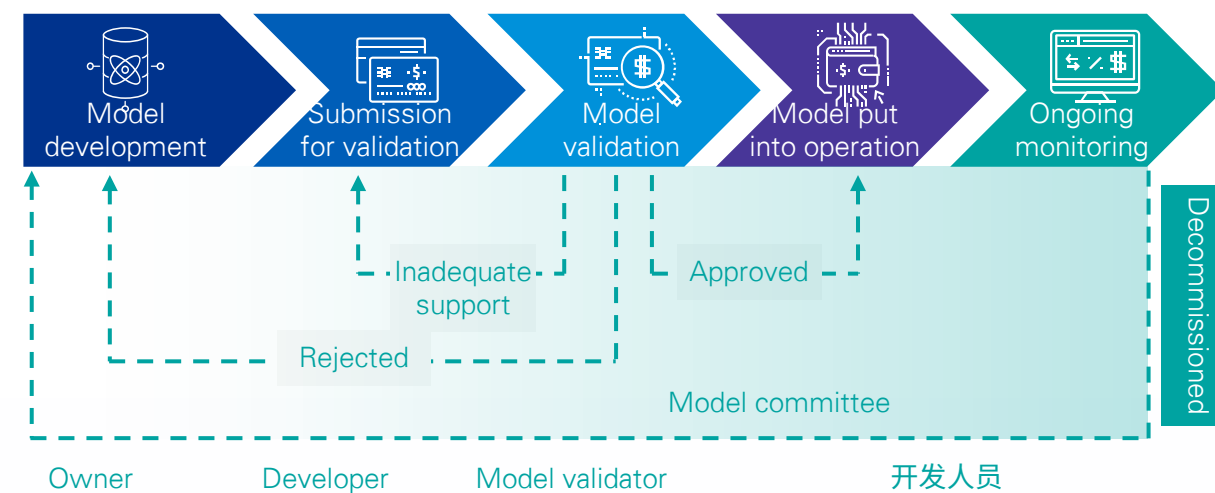 Model
development
Submission
for validation
Model
validation
Model put
into operation
Ongoing
monitoring
Decommissioned
Inadequate
support
Approved
Rejected
Model committee
Owner
Developer
Model validator
开发人员